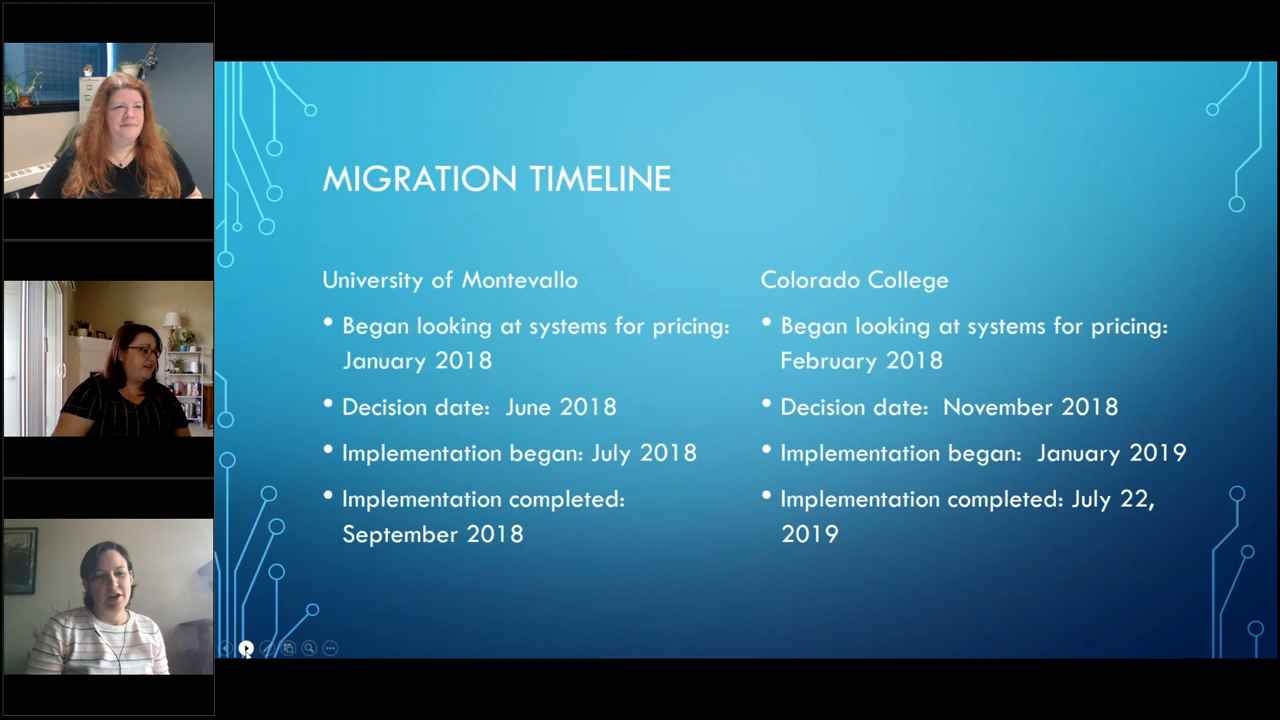 MIGRATION TIMELINE
University of Montevallo
• Began looking at systems for pricing:
January 2018
• Decision date: June 2018
• Implementation began: July 2018
• Implementation completed:
September 2018
Colorado College
• Began looking at systems for pricing:
February 2018
• Decision date: November 2018
• Implementation began: January 2019
• Implementation completed: July 22,
2019